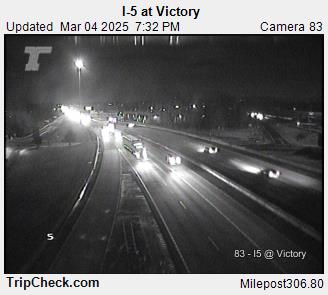 I-5 at Victory
Updated Mar 04 2025 7:32 PM Camera 83
T
S
83 - I5 @ Victory
TripCheck.com Milepost306.80